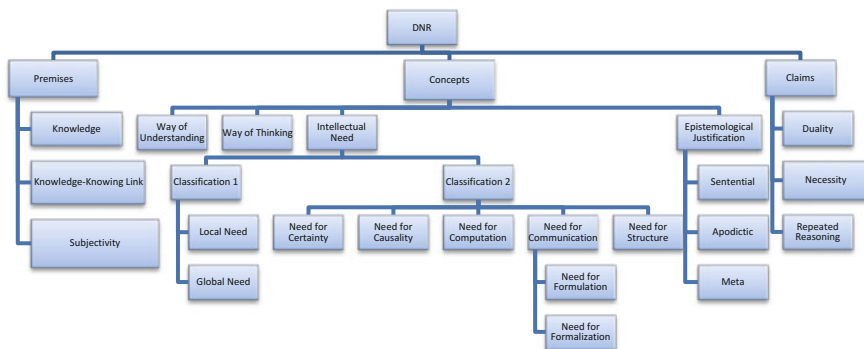 DNR
Premises
Concepts
Claims
Knowledge
Way of
Understanding
Way of Thinking
Intellectual
Need
Epistemological
Justification
Duality
Knowledge-Knowing Link
Classification 1
Classification 2
Sentential
Necessity
Subjectivity
Local Need
Need for
Certainty
Need for
Causality
Need for
Computation
Need for
Communication
Need for
Structure
Apodictic
Repeated
Reasoning
Global Need
Need for
Formulation
Meta
Need for
Formalization